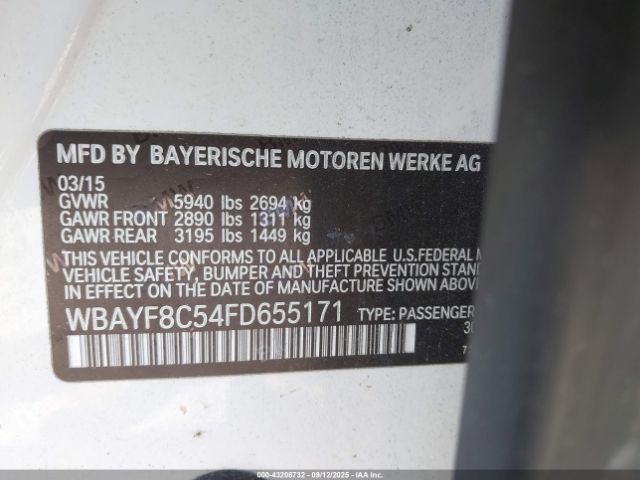 MFD BY BAYERISCHE MOTOREN WERKE AG
03/15
GVWR 5940 lbs 2694 kg
GAWR FRONT 2890 lbs 1311 kg
GAWR REAR 3195 lbs 1449 kg
THIS VEHICLE CONFORMS TO ALL APPLICABLE U.S.FEDERAL M
VEHICLE SAFETY, BUMPER AND THEFT PREVENTION STAN
IN EFFECT ON THE DATE OF MANUFACTURE SHOWN ABOVE
WBAYF8C54FD655171 TYPE: PASSENGER
3
7
000-43208732 - 09/12/2025 - IAA Inc.